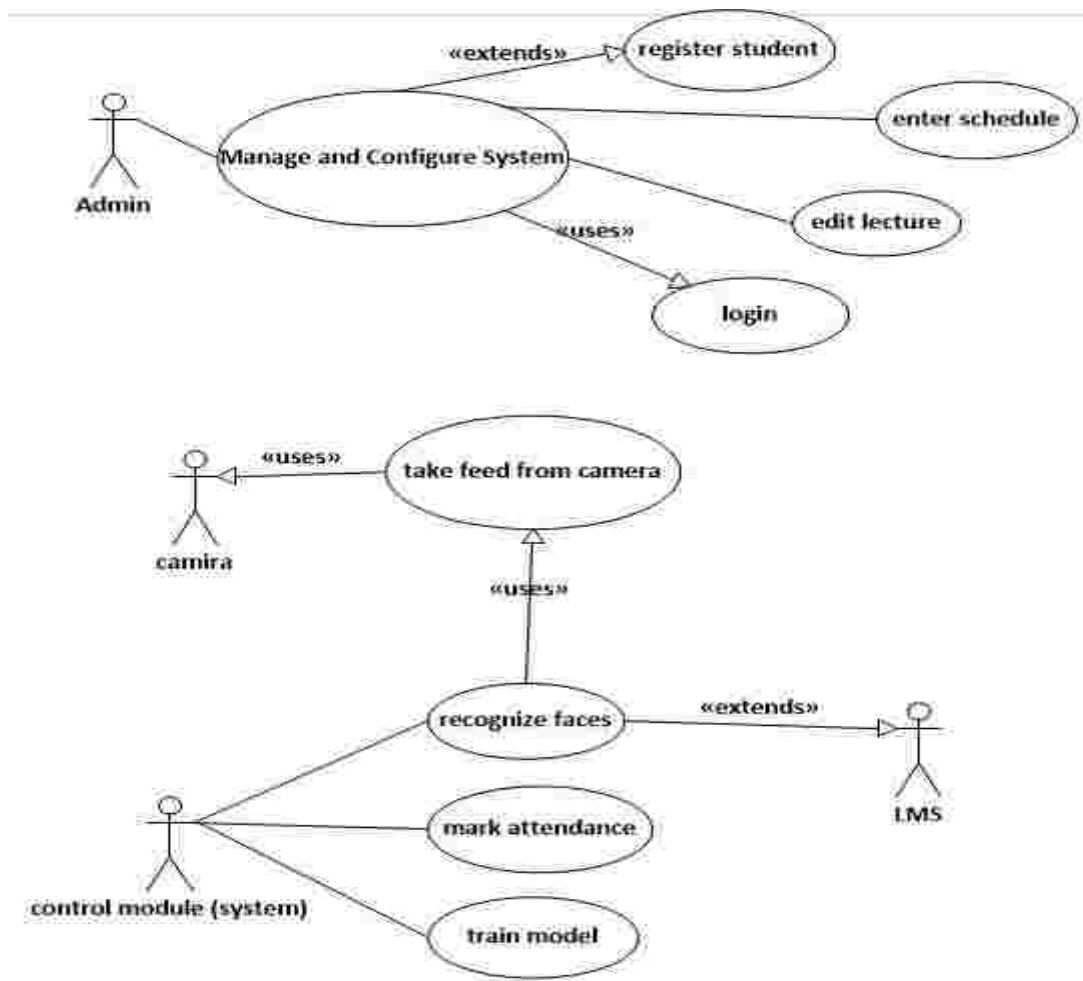 «extends»
register student
enter schedule
Manage and Configure System
Admin
edit lecture
«uses»
login
«uses»
take feed from camera
camira
«uses»
recognize faces
«extends»
LMS
mark attendance
control module (system)
train model